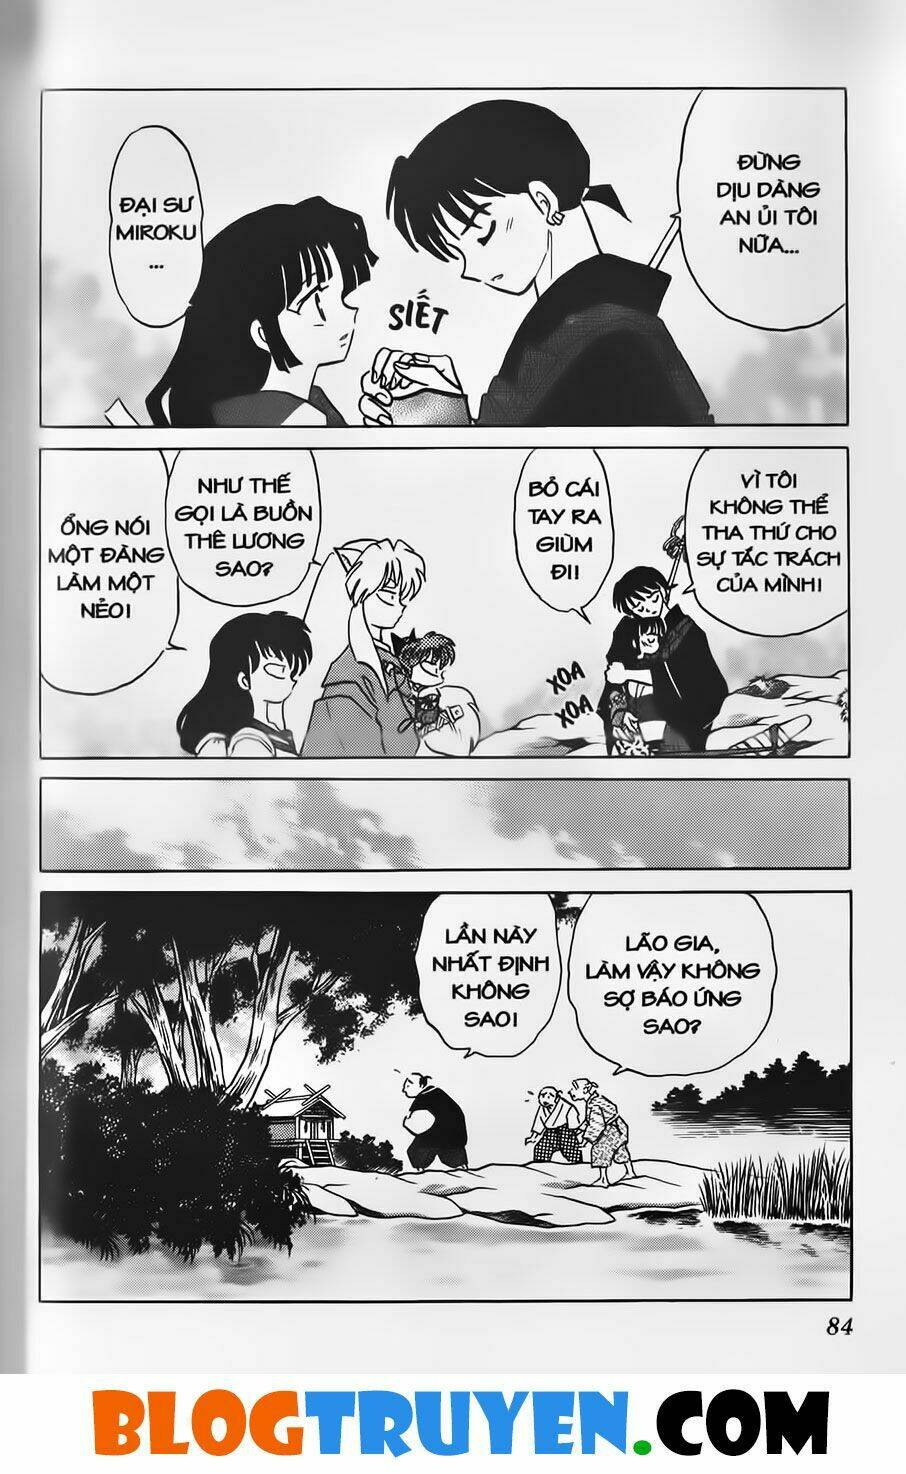 ĐỪNG
DỊU DÀNG
AN ỦI TÔI
NỮA...
ĐẠI SƯ
MIROKU
...
SIẾT
VÌ TÔI
KHÔNG THỂ
THA THỨ CHO
SỰ TẮC TRÁCH
CỦA MÌNH!
BỎ CÁI
TAY RA
GIÙM
ĐI!
XOA
XOA
NHƯ THẾ
GỌI LÀ BUỒN
THÊ LƯƠNG
SAO?
ỔNG NÓI
MỘT ĐÀNG
LÀM MỘT
NẺO!
LÃO GIA,
LÀM VẬY KHÔNG
SỢ BÁO ỨNG
SAO?
LẦN NÀY
NHẤT ĐỊNH
KHÔNG
SAO!
84
BLOGTRUYEN.COM